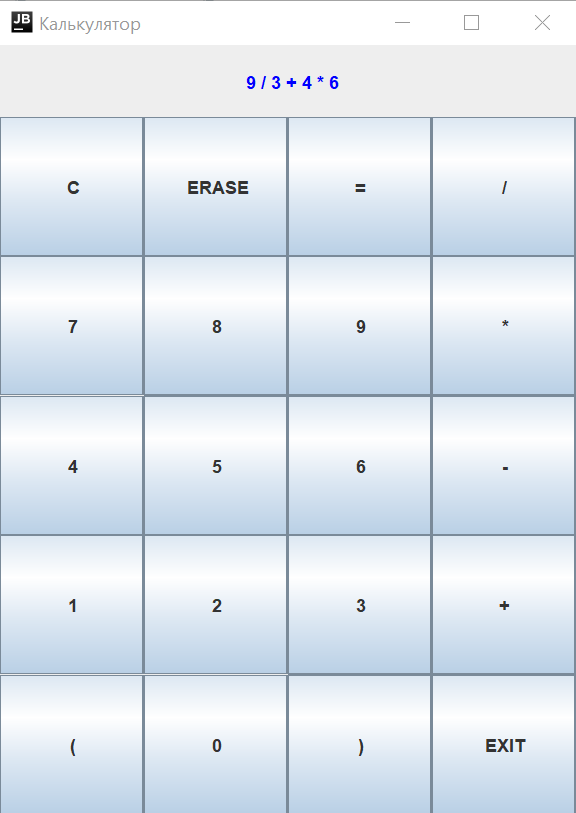 JB Калькулятор
9 / 3 + 4 * 6
C ERASE = /
7 8 9 *
4 5 6 -
1 2 3 +
( 0 ) EXIT